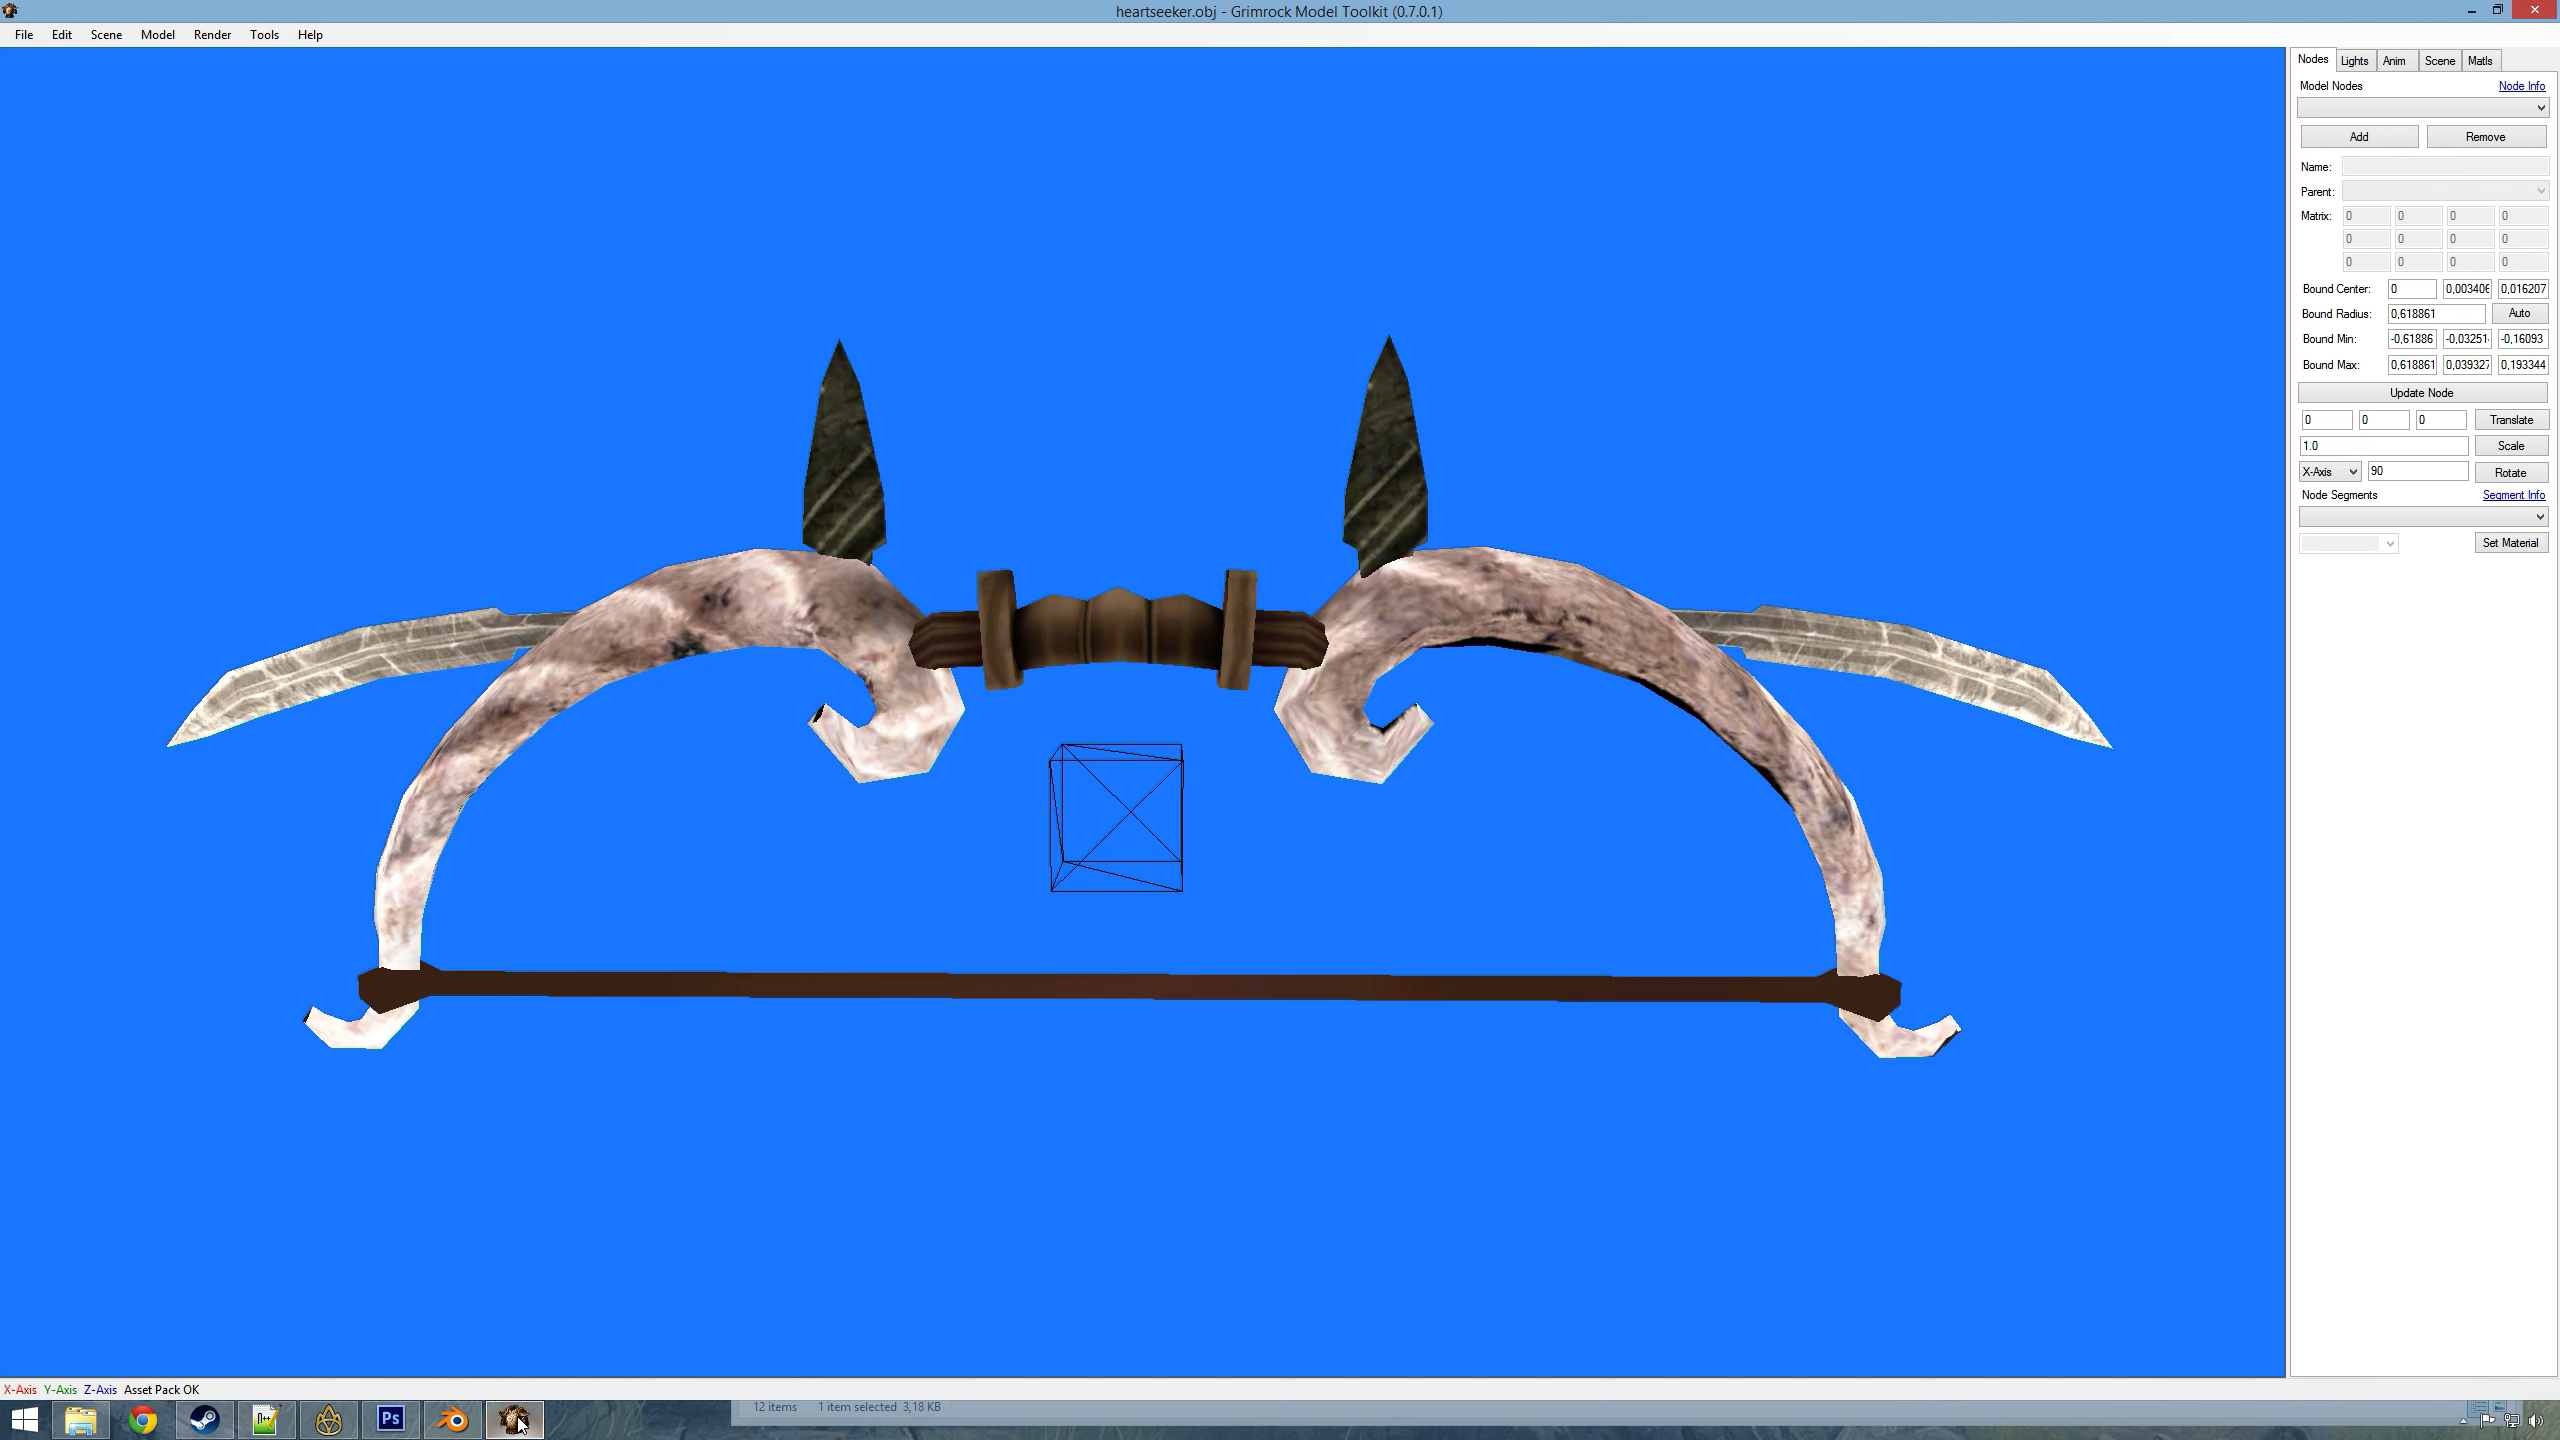 heartseeker.obj - Grimrock Model Toolkit (0.7.0.1)
File Edit Scene Model Render Tools Help
Nodes Lights Anim Scene Matls
Model Nodes Node Info
Add Remove
Name:
Parent:
Matrix: 0 0 0 0
0 0 0 0
0 0 0 0
Bound Center: 0 0,003406 0,016207
Bound Radius: 0,618861 Auto
Bound Min: -0,61886 -0,03251 -0,16093
Bound Max: 0,618861 0,039327 0,193344
Update Node
0 0 0 Translate
1.0 Scale
X-Axis 90 Rotate
Node Segments Segment Info
Set Material
X-Axis Y-Axis Z-Axis Asset Pack OK
Ps
12 items 1 item selected 3,18 KB